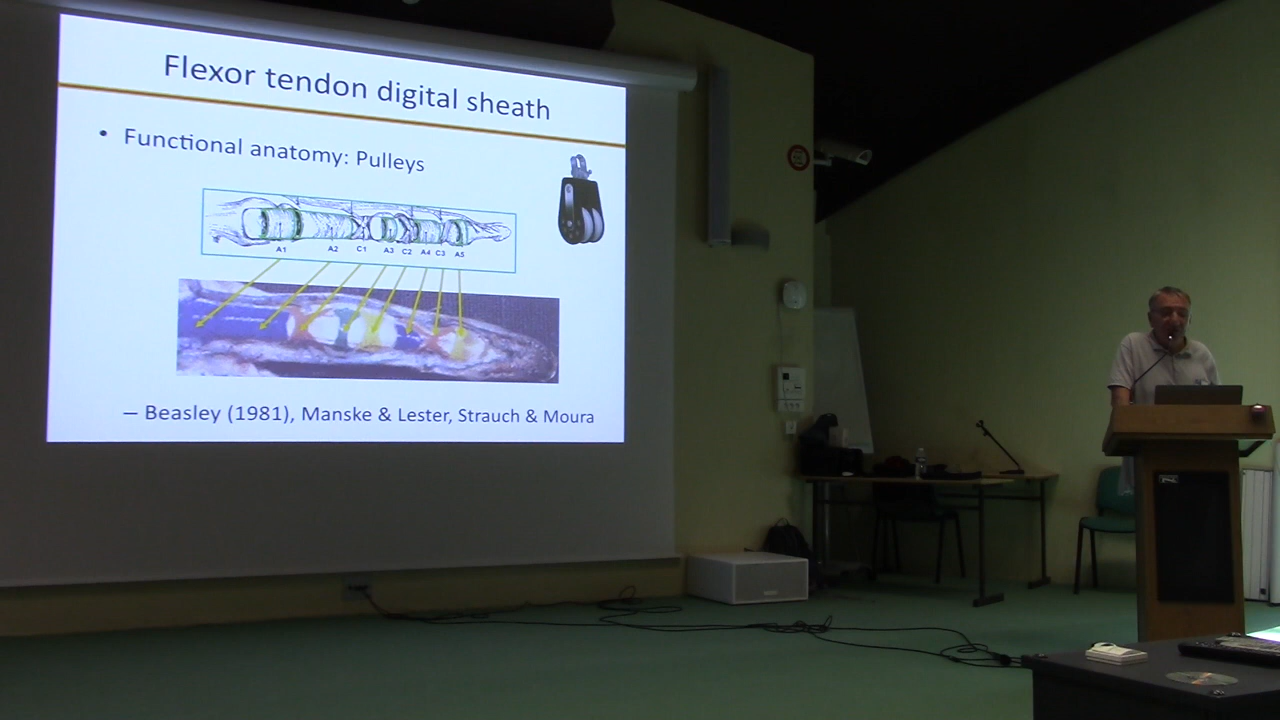 Flexor tendon digital sheath
• Functional anatomy: Pulleys
A1 A2 C1 A3 C2 A4 C3 A5
– Beasley (1981), Manske & Lester, Strauch & Moura